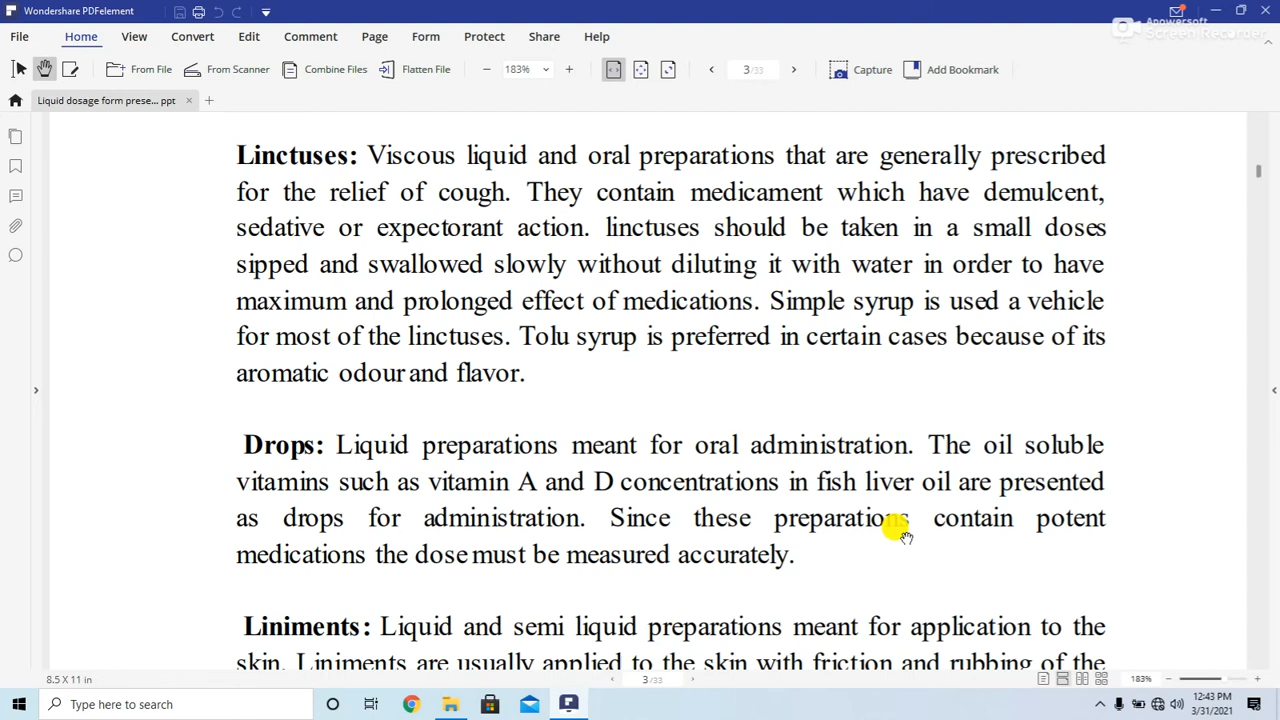 Wondershare PDFelement
Apowersoft
Screen Recorder
File Home View Convert Edit Comment Page Form Protect Share Help
From File From Scanner Combine Files Flatten File 183% 3 /33 Capture Add Bookmark
Liquid dosage form prese... ppt
Linctuses: Viscous liquid and oral preparations that are generally prescribed
for the relief of cough. They contain medicament which have demulcent,
sedative or expectorant action. linctuses should be taken in a small doses
sipped and swallowed slowly without diluting it with water in order to have
maximum and prolonged effect of medications. Simple syrup is used a vehicle
for most of the linctuses. Tolu syrup is preferred in certain cases because of its
aromatic odour and flavor.
Drops: Liquid preparations meant for oral administration. The oil soluble
vitamins such as vitamin A and D concentrations in fish liver oil are presented
as drops for administration. Since these preparations contain potent
medications the dose must be measured accurately.
Liniments: Liquid and semi liquid preparations meant for application to the
skin. Liniments are usually applied to the skin with friction and rubbing of the
8.5 X 11 in 3 /33 183%
Type here to search 12:43 PM
3/31/2021